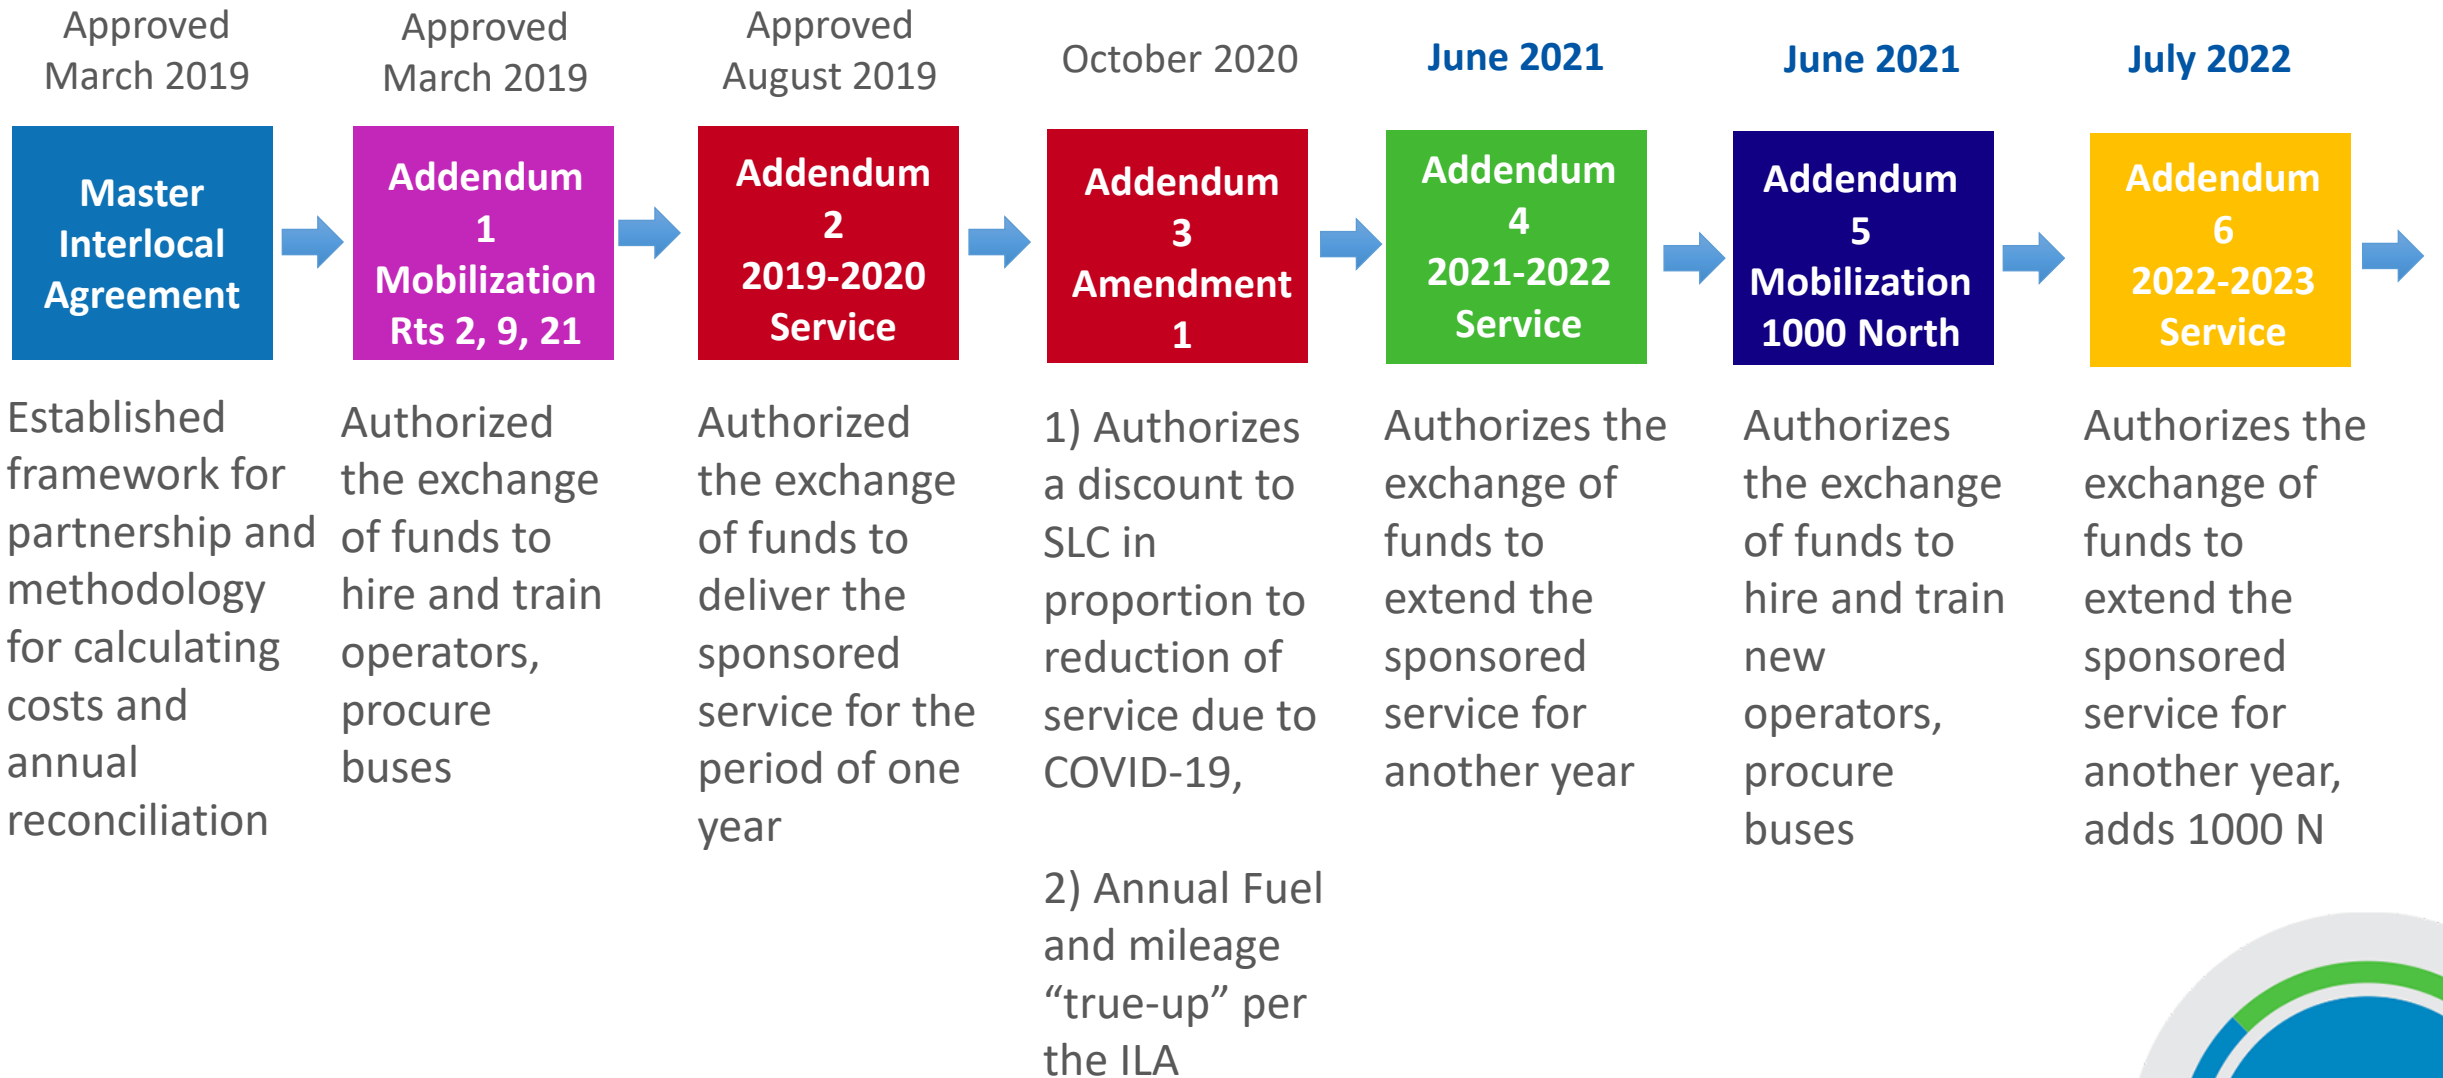 Approved
March 2019
Master
Interlocal
Agreement
Established
framework for
partnership and
methodology
for calculating
costs and
annual
reconciliation
Approved
March 2019
Addendum
1
Mobilization
Rts 2, 9, 21
Authorized
the exchange
of funds to
hire and train
operators,
procure
buses
Approved
August 2019
Addendum
2
2019-2020
Service
Authorized
the exchange
of funds to
deliver the
sponsored
service for the
period of one
year
October 2020
Addendum
3
Amendment
1
1) Authorizes
a discount to
SLC in
proportion to
reduction of
service due to
COVID-19,
2) Annual Fuel
and mileage
“true-up” per
the ILA
June 2021
Addendum
4
2021-2022
Service
Authorizes the
exchange of
funds to
extend the
sponsored
service for
another year
June 2021
Addendum
5
Mobilization
1000 North
Authorizes
the exchange
of funds to
hire and train
new
operators,
procure
buses
July 2022
Addendum
6
2022-2023
Service
Authorizes the
exchange of
funds to
extend the
sponsored
service for
another year,
adds 1000 N